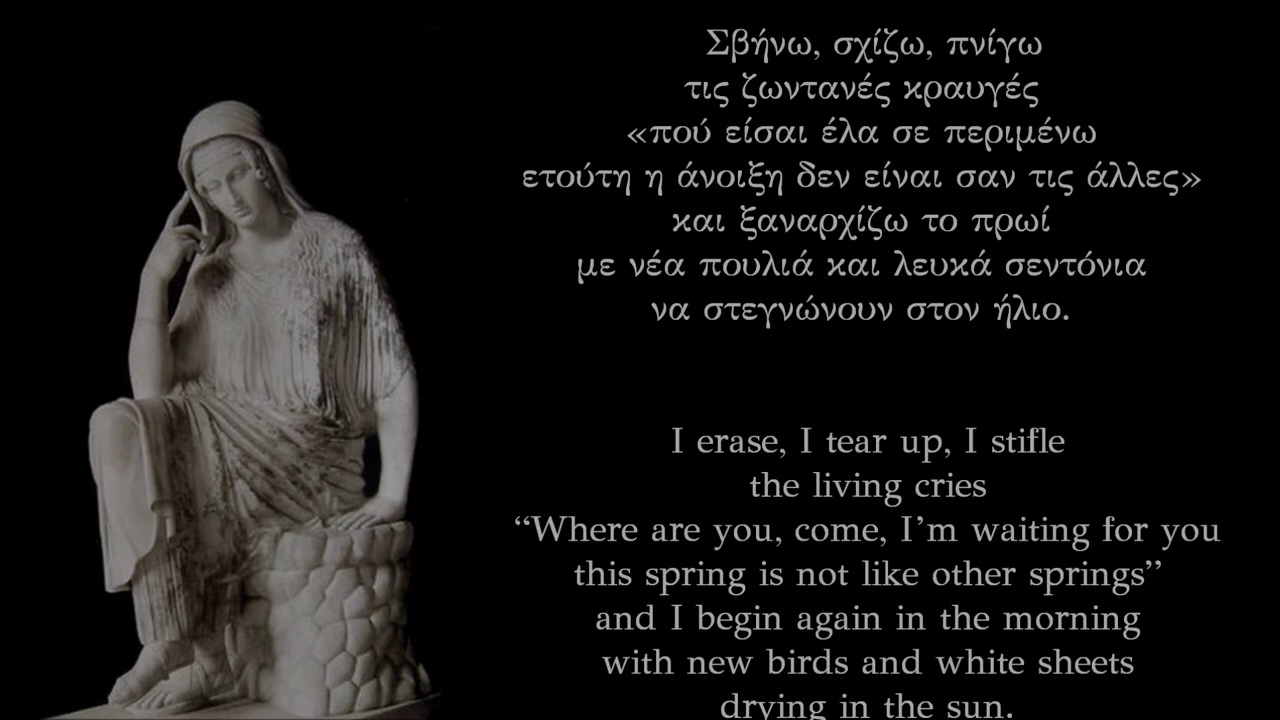 Σβήνω, σχίζω, πνίγω
τις ζωντανές κραυγές
«πού είσαι έλα σε περιμένω
ετούτη η άνοιξη δεν είναι σαν τις άλλες»
και ξαναρχίζω το πρωί
με νέα πουλιά και λευκά σεντόνια
να στεγνώνουν στον ήλιο.
I erase, I tear up, I stifle
the living cries
“Where are you, come, I’m waiting for you
this spring is not like other springs”
and I begin again in the morning
with new birds and white sheets
drying in the sun.